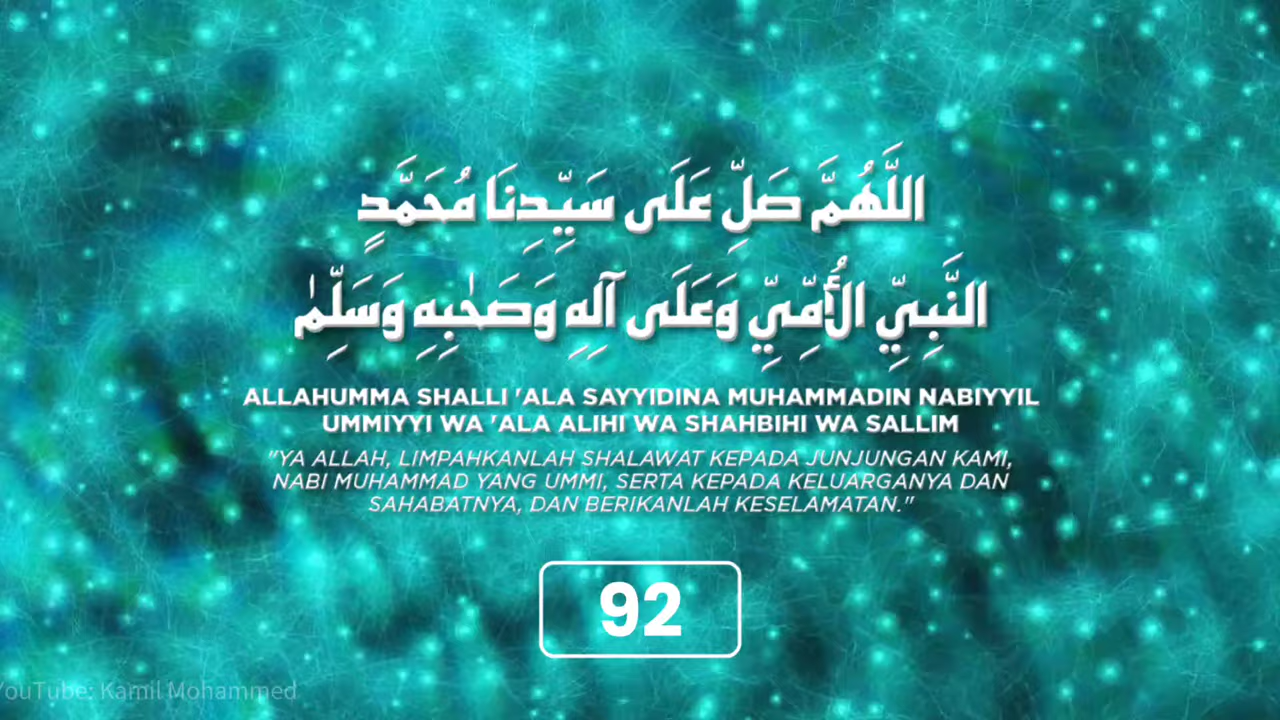 اللَّهُمَّ صَلِّ عَلَى سَيِّدِنَا مُحَمَّدٍ
النَّبِيِّ الأُمِّيِّ وَعَلَى آلِهِ وَصَحْبِهِ وَسَلِّمْ
ALLAHUMMA SHALLI 'ALA SAYYIDINA MUHAMMADIN NABIYYIL
UMMIYYI WA 'ALA ALIHI WA SHAHBIHI WA SALLIM
"YA ALLAH, LIMPAHKANLAH SHALAWAT KEPADA JUNJUNGAN KAMI,
NABI MUHAMMAD YANG UMMI, SERTA KEPADA KELUARGANYA DAN
SAHABATNYA, DAN BERIKANLAH KESELAMATAN."
92
YouTube: Kamil Mohammed